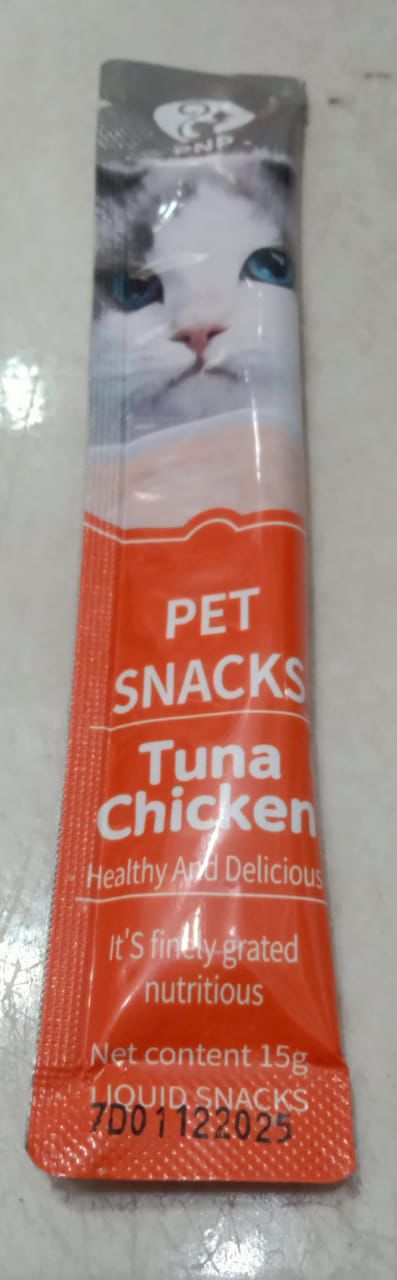 PNP
PET
SNACKS
Tuna
Chicken
Healthy And Delicious
It'S finely grated
nutritious
Net content 15g
LIQUID SNACKS
7D01122025